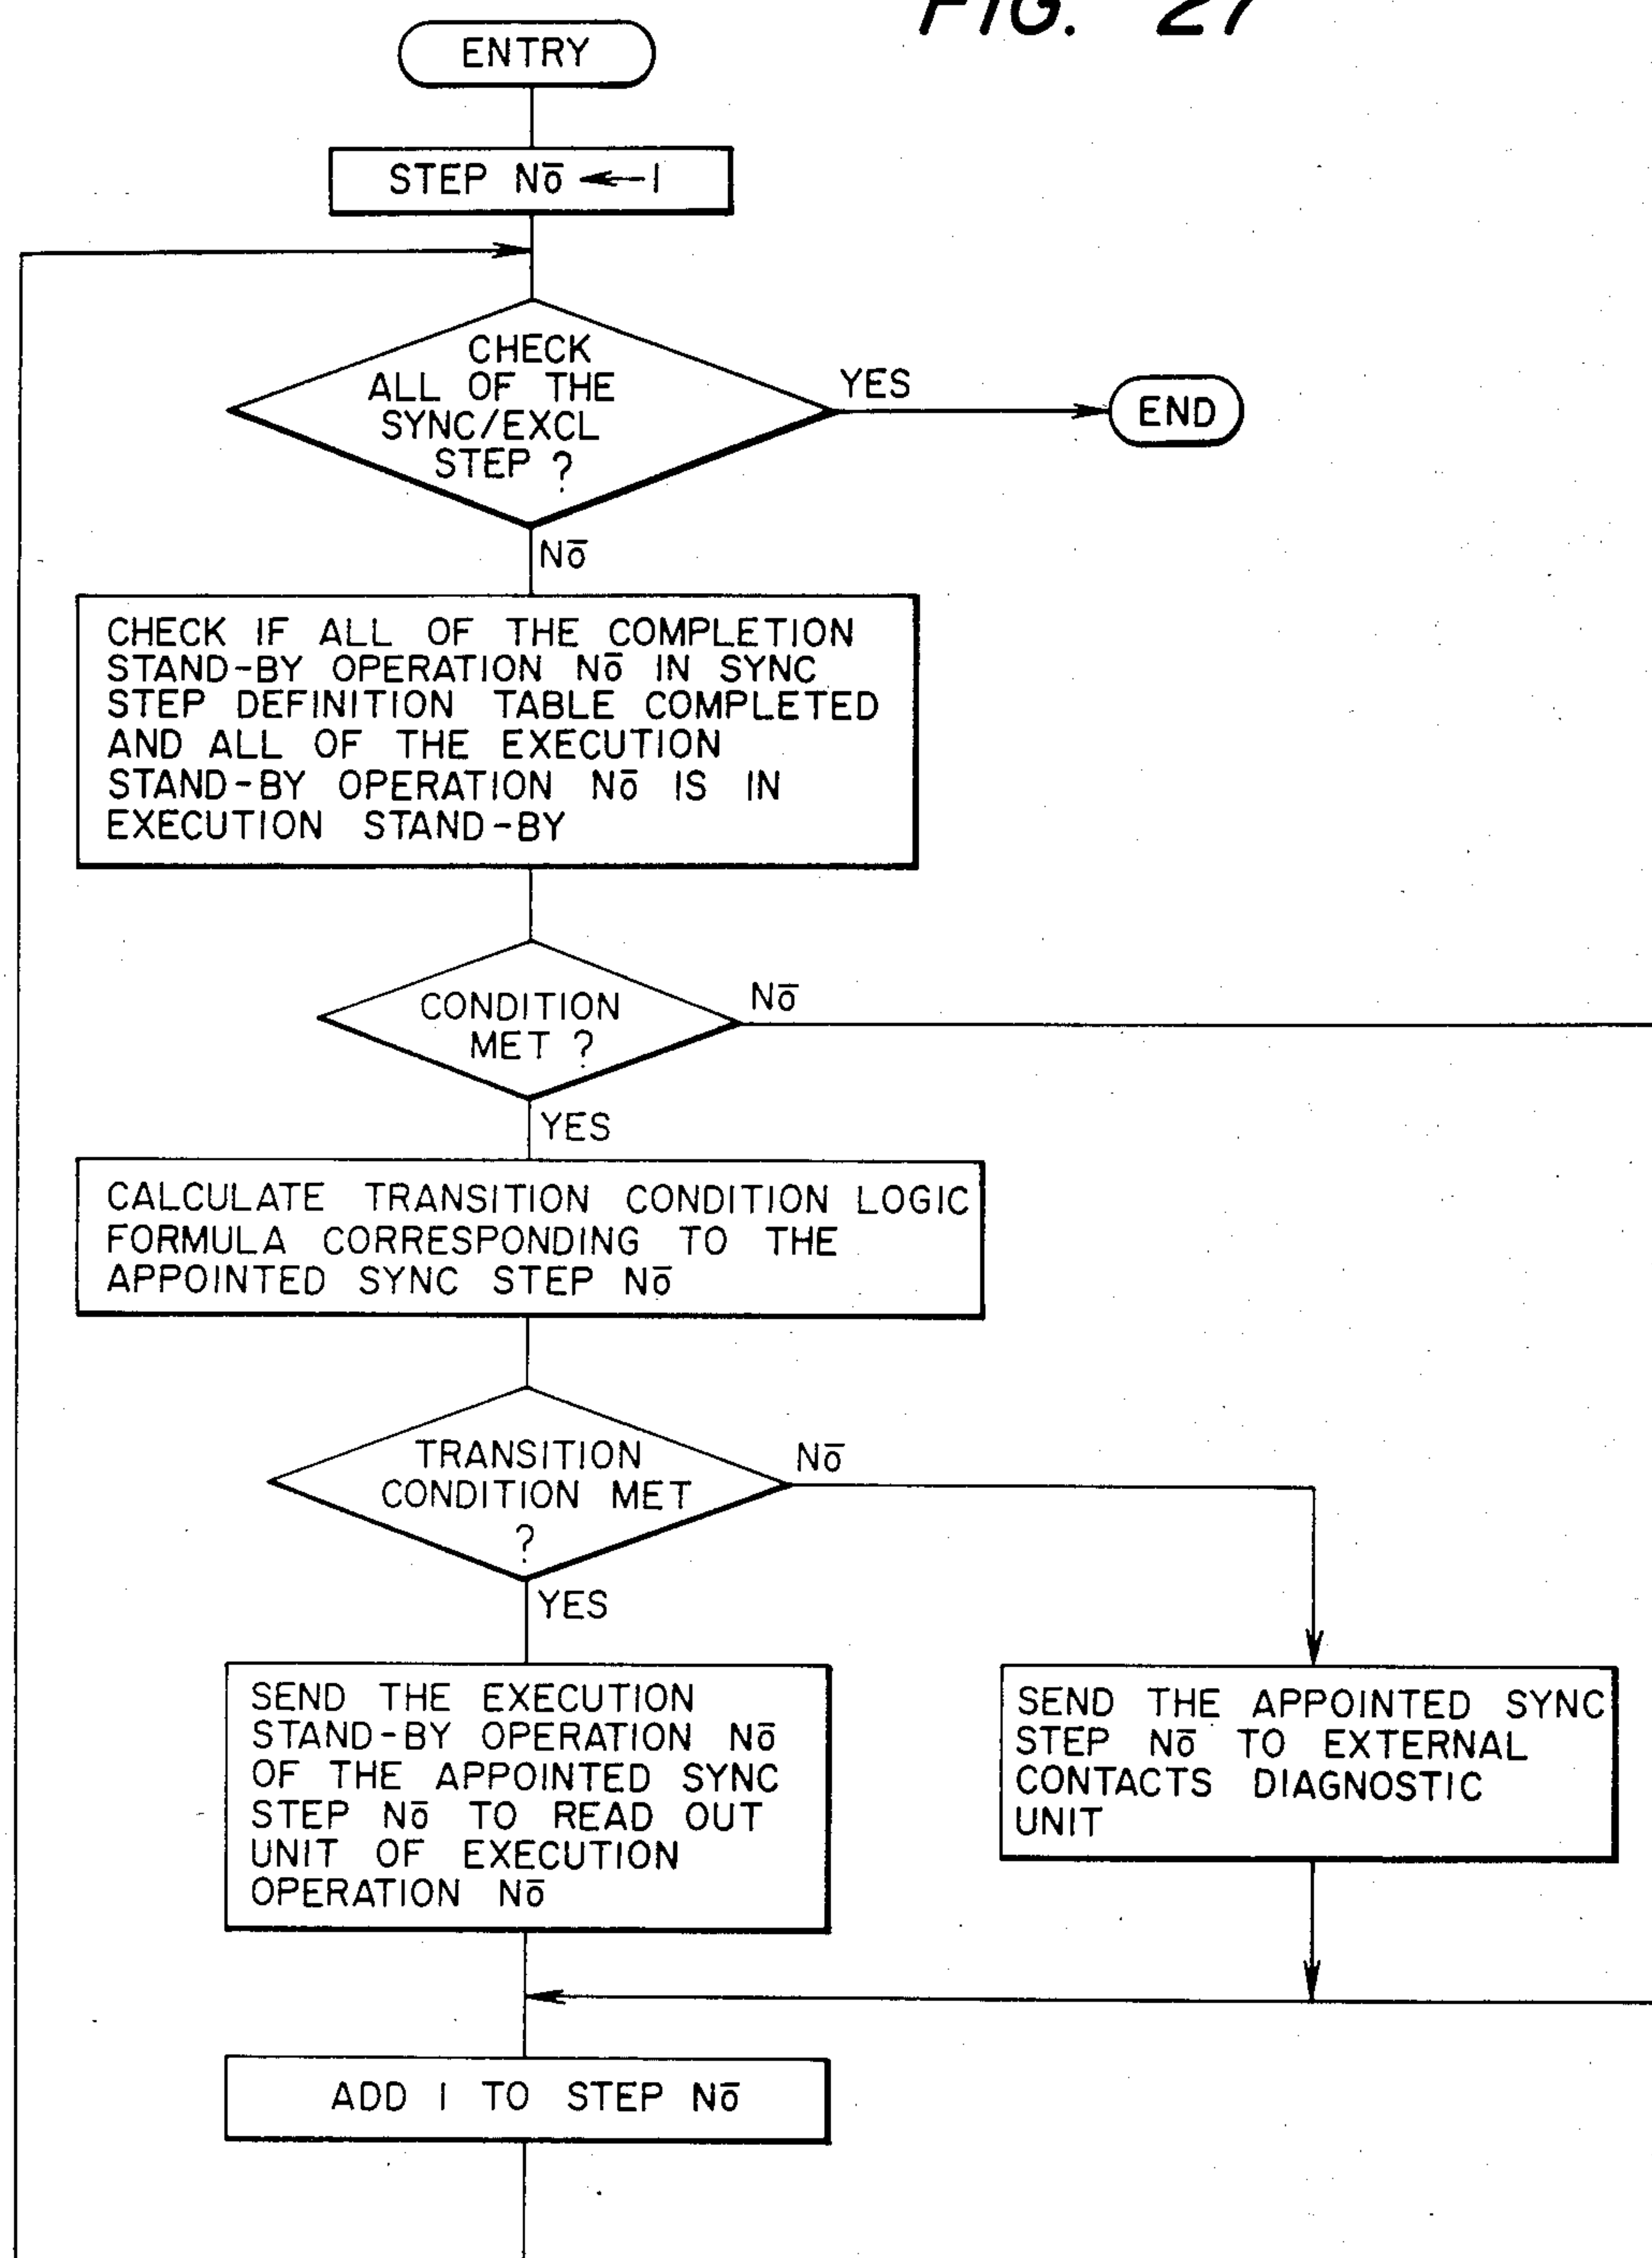 FIG. 27
ENTRY
STEP Nō ← 1
CHECK
ALL OF THE
SYNC/EXCL
STEP ?
YES
END
Nō
CHECK IF ALL OF THE COMPLETION
STAND-BY OPERATION Nō IN SYNC
STEP DEFINITION TABLE COMPLETED
AND ALL OF THE EXECUTION
STAND-BY OPERATION Nō IS IN
EXECUTION STAND-BY
CONDITION
MET ?
Nō
YES
CALCULATE TRANSITION CONDITION LOGIC
FORMULA CORRESPONDING TO THE
APPOINTED SYNC STEP Nō
TRANSITION
CONDITION MET
?
Nō
YES
SEND THE EXECUTION
STAND-BY OPERATION Nō
OF THE APPOINTED SYNC
STEP Nō TO READ OUT
UNIT OF EXECUTION
OPERATION Nō
SEND THE APPOINTED SYNC
STEP Nō TO EXTERNAL
CONTACTS DIAGNOSTIC
UNIT
ADD 1 TO STEP Nō